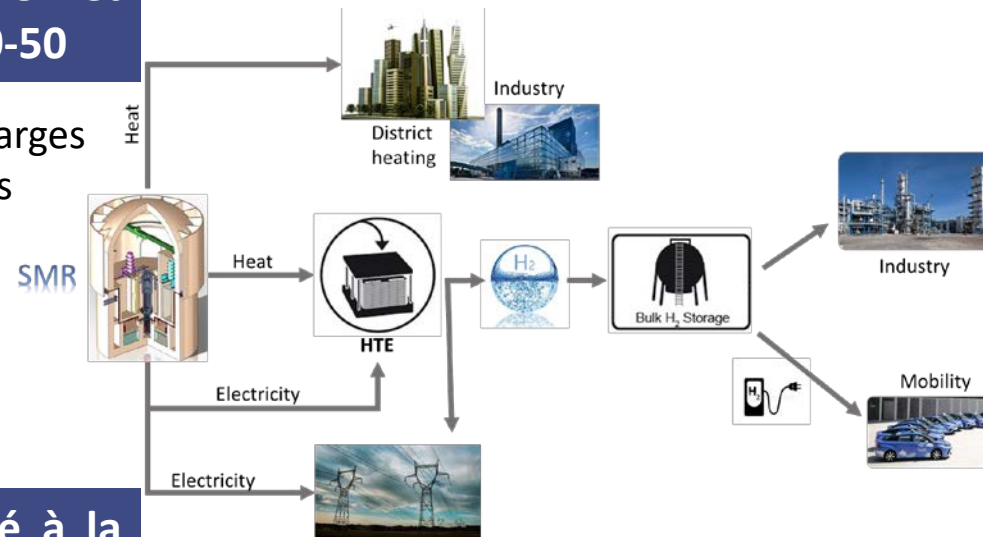 0-50
arges
s
Heat
Industry
District
heating
SMR
Heat
HTE
H₂
Bulk H₂ Storage
Industry
Electricity
H₂
Mobility
Electricity
é à la